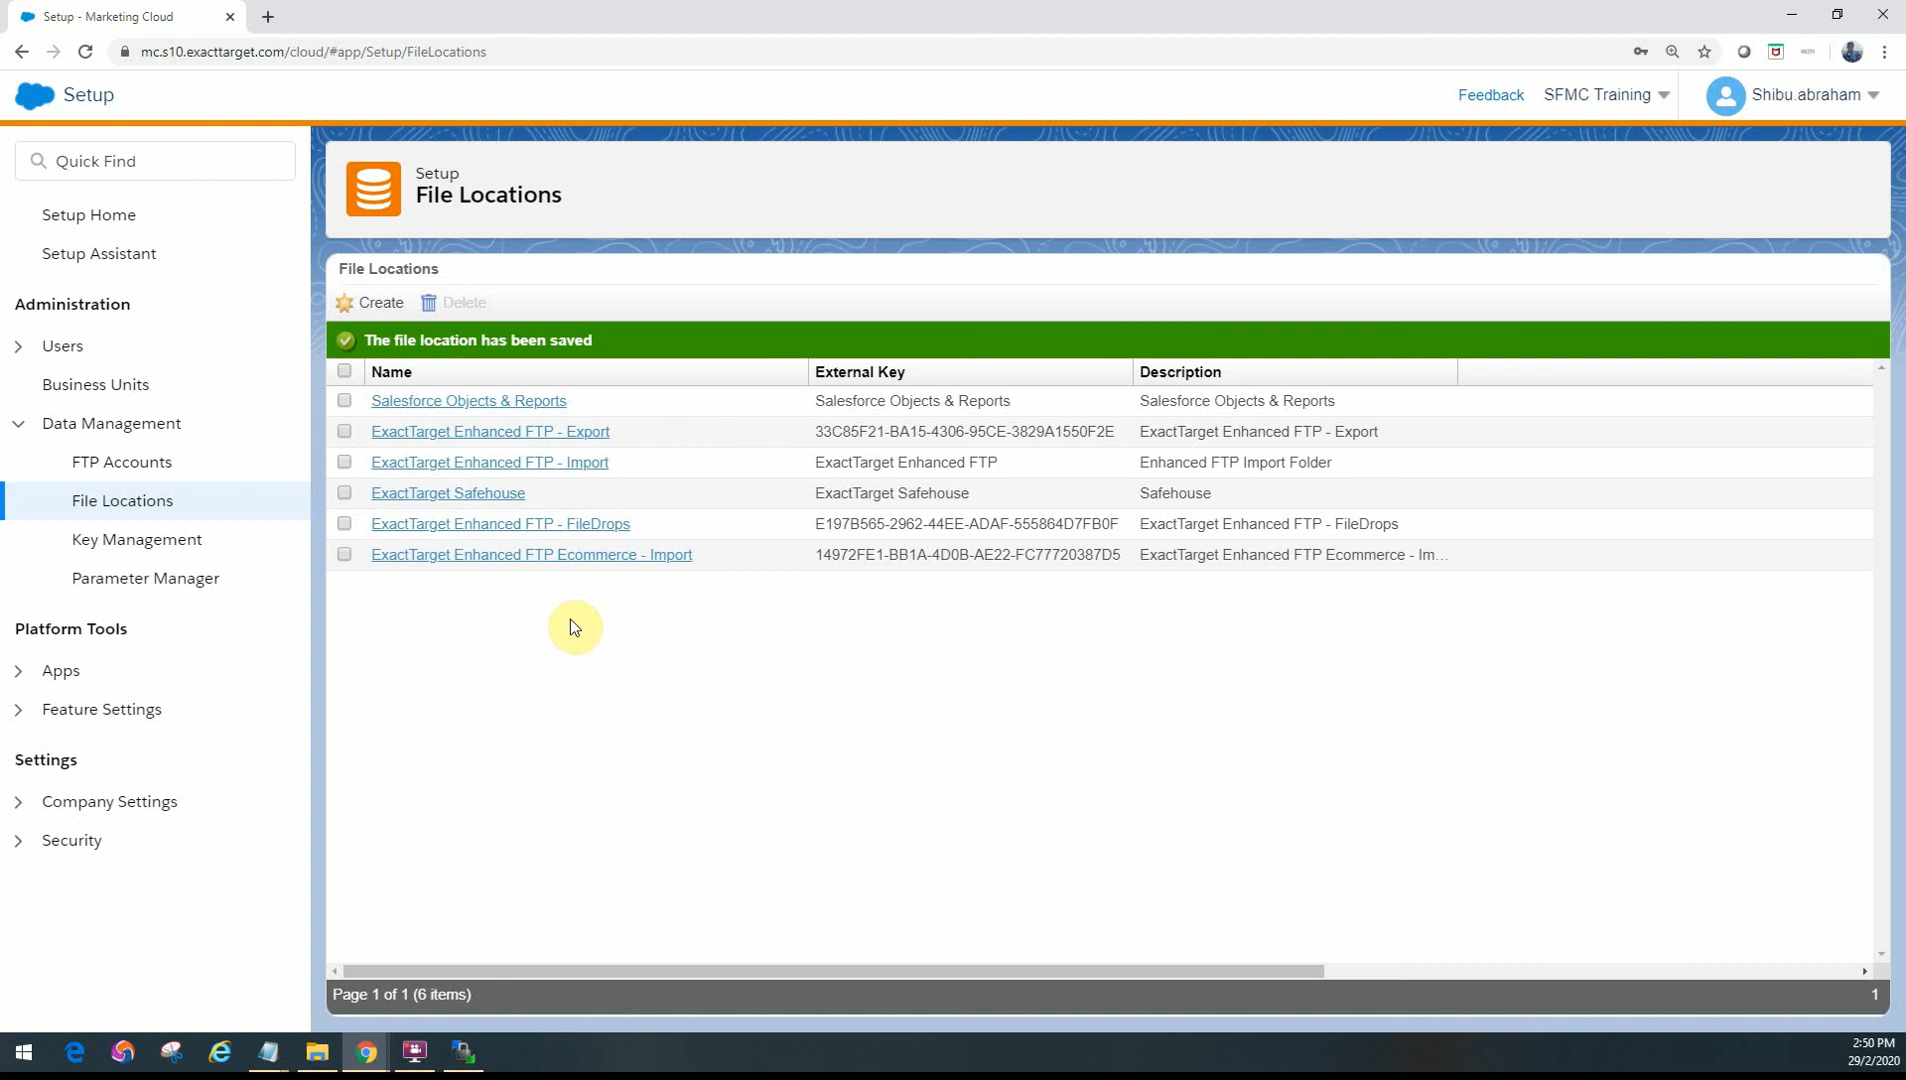 Setup - Marketing Cloud
mc.s10.exacttarget.com/cloud/#app/Setup/FileLocations
Setup
Feedback SFMC Training Shibu.abraham
Quick Find
Setup Home
Setup Assistant
Administration
Users
Business Units
Data Management
FTP Accounts
File Locations
Key Management
Parameter Manager
Platform Tools
Apps
Feature Settings
Settings
Company Settings
Security
Setup
File Locations
File Locations
Create Delete
The file location has been saved
Name External Key Description
Salesforce Objects & Reports Salesforce Objects & Reports Salesforce Objects & Reports
ExactTarget Enhanced FTP - Export 33C85F21-BA15-4306-95CE-3829A1550F2E ExactTarget Enhanced FTP - Export
ExactTarget Enhanced FTP - Import ExactTarget Enhanced FTP Enhanced FTP Import Folder
ExactTarget Safehouse ExactTarget Safehouse Safehouse
ExactTarget Enhanced FTP - FileDrops E197B565-2962-44EE-ADAF-555864D7FB0F ExactTarget Enhanced FTP - FileDrops
ExactTarget Enhanced FTP Ecommerce - Import 14972FE1-BB1A-4D0B-AE22-FC77720387D5 ExactTarget Enhanced FTP Ecommerce - Im...
Page 1 of 1 (6 items) 1
2:50 PM
29/2/2020